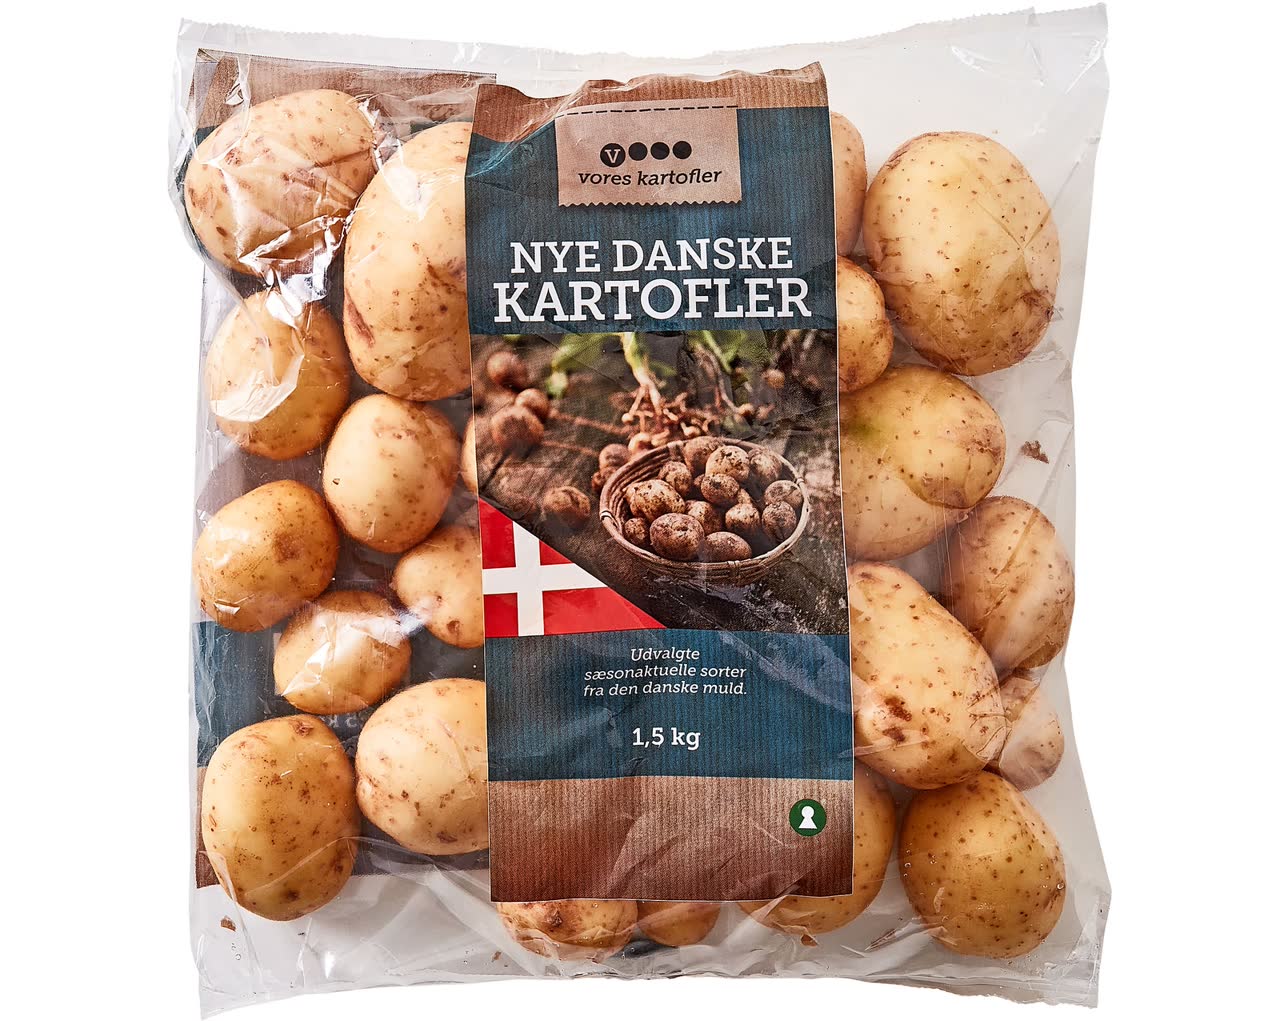 V
vores kartofler
NYE DANSKE
KARTOFLER
Udvalgte
sæsonaktuelle sorter
fra den danske muld.
1,5 kg